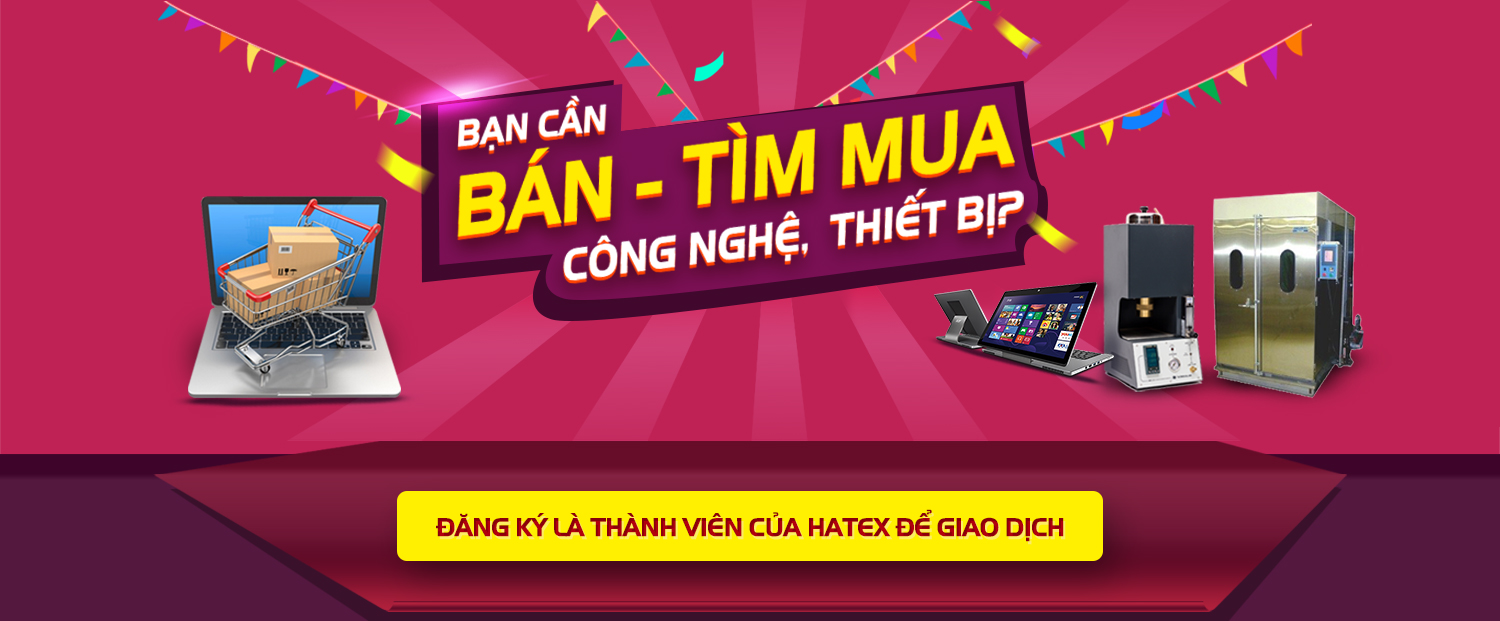 BẠN CẦN
BÁN - TÌM MUA
CÔNG NGHỆ, THIẾT BỊ?
ĐĂNG KÝ LÀ THÀNH VIÊN CỦA HATEX ĐỂ GIAO DỊCH